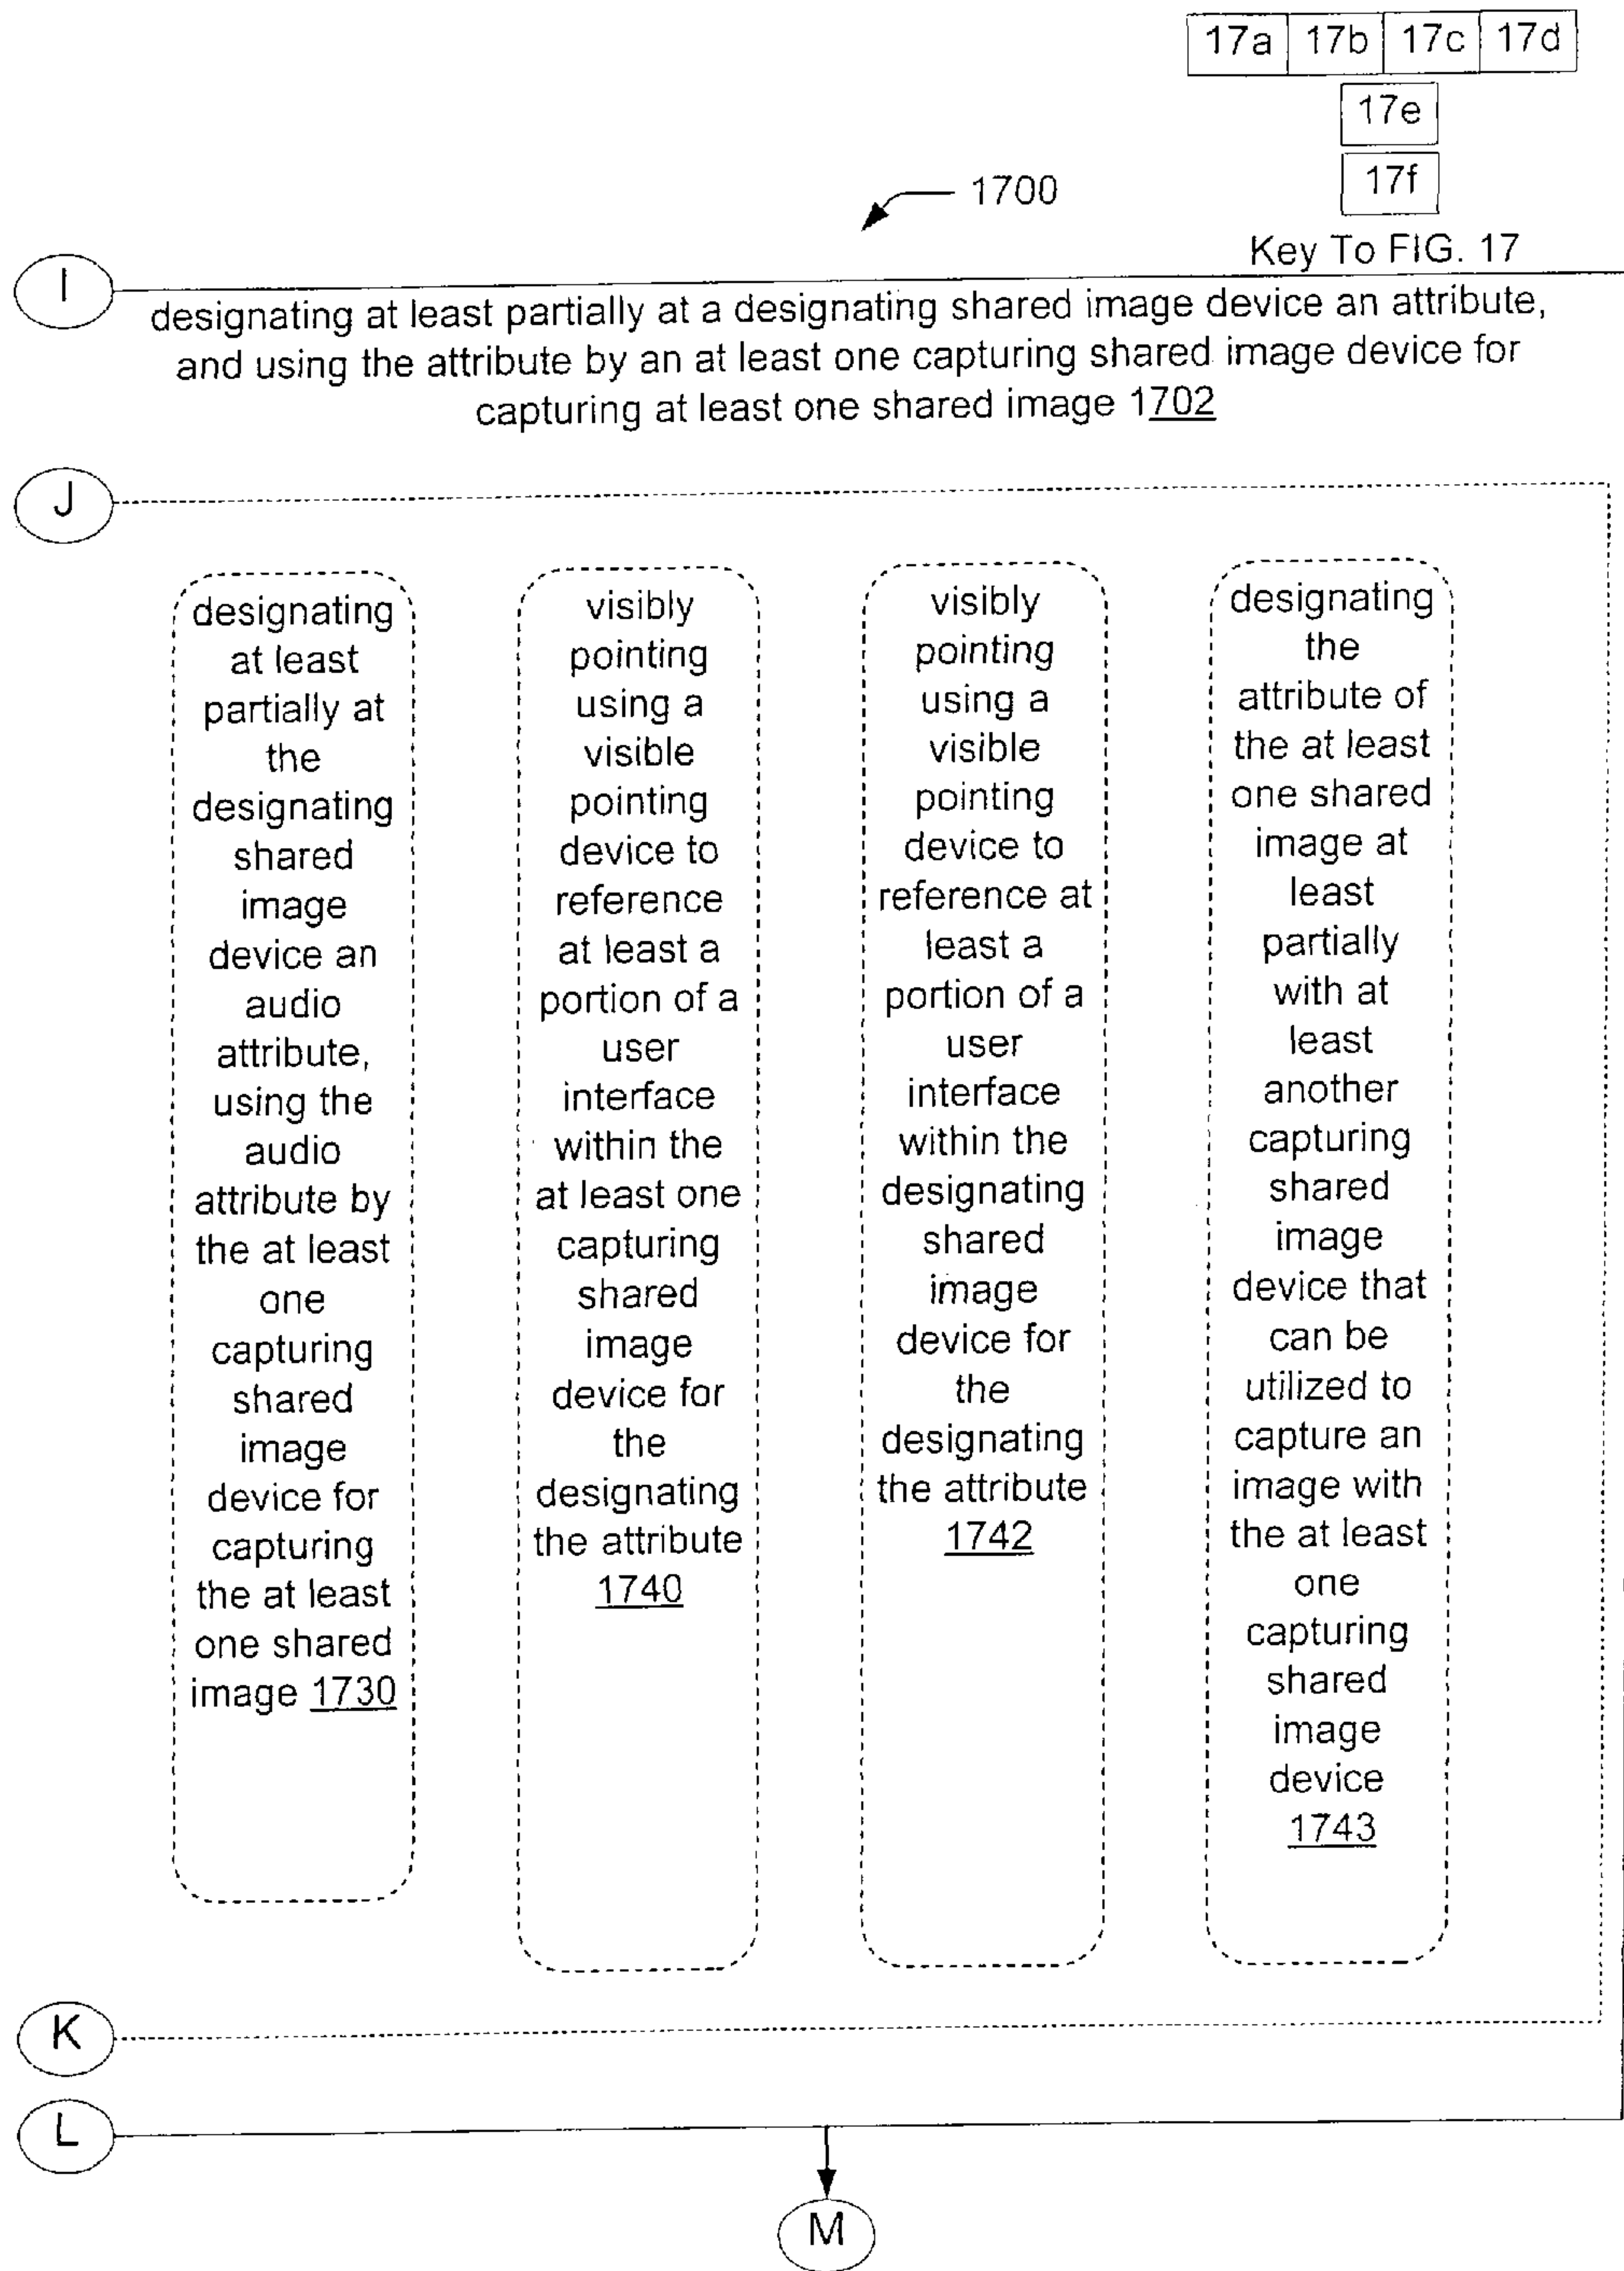 17a 17b 17c 17d
17e
17f
1700
Key To FIG. 17
I
designating at least partially at a designating shared image device an attribute,
and using the attribute by an at least one capturing shared image device for
capturing at least one shared image 1702
J
designating
at least
partially at
the
designating
shared
image
device an
audio
attribute,
using the
audio
attribute by
the at least
one
capturing
shared
image
device for
capturing
the at least
one shared
image 1730
visibly
pointing
using a
visible
pointing
device to
reference
at least a
portion of a
user
interface
within the
at least one
capturing
shared
image
device for
the
designating
the attribute
1740
visibly
pointing
using a
visible
pointing
device to
reference at
least a
portion of a
user
interface
within the
designating
shared
image
device for
the
designating
the attribute
1742
designating
the
attribute of
the at least
one shared
image at
least
partially
with at
least
another
capturing
shared
image
device that
can be
utilized to
capture an
image with
the at least
one
capturing
shared
image
device
1743
K
L
M